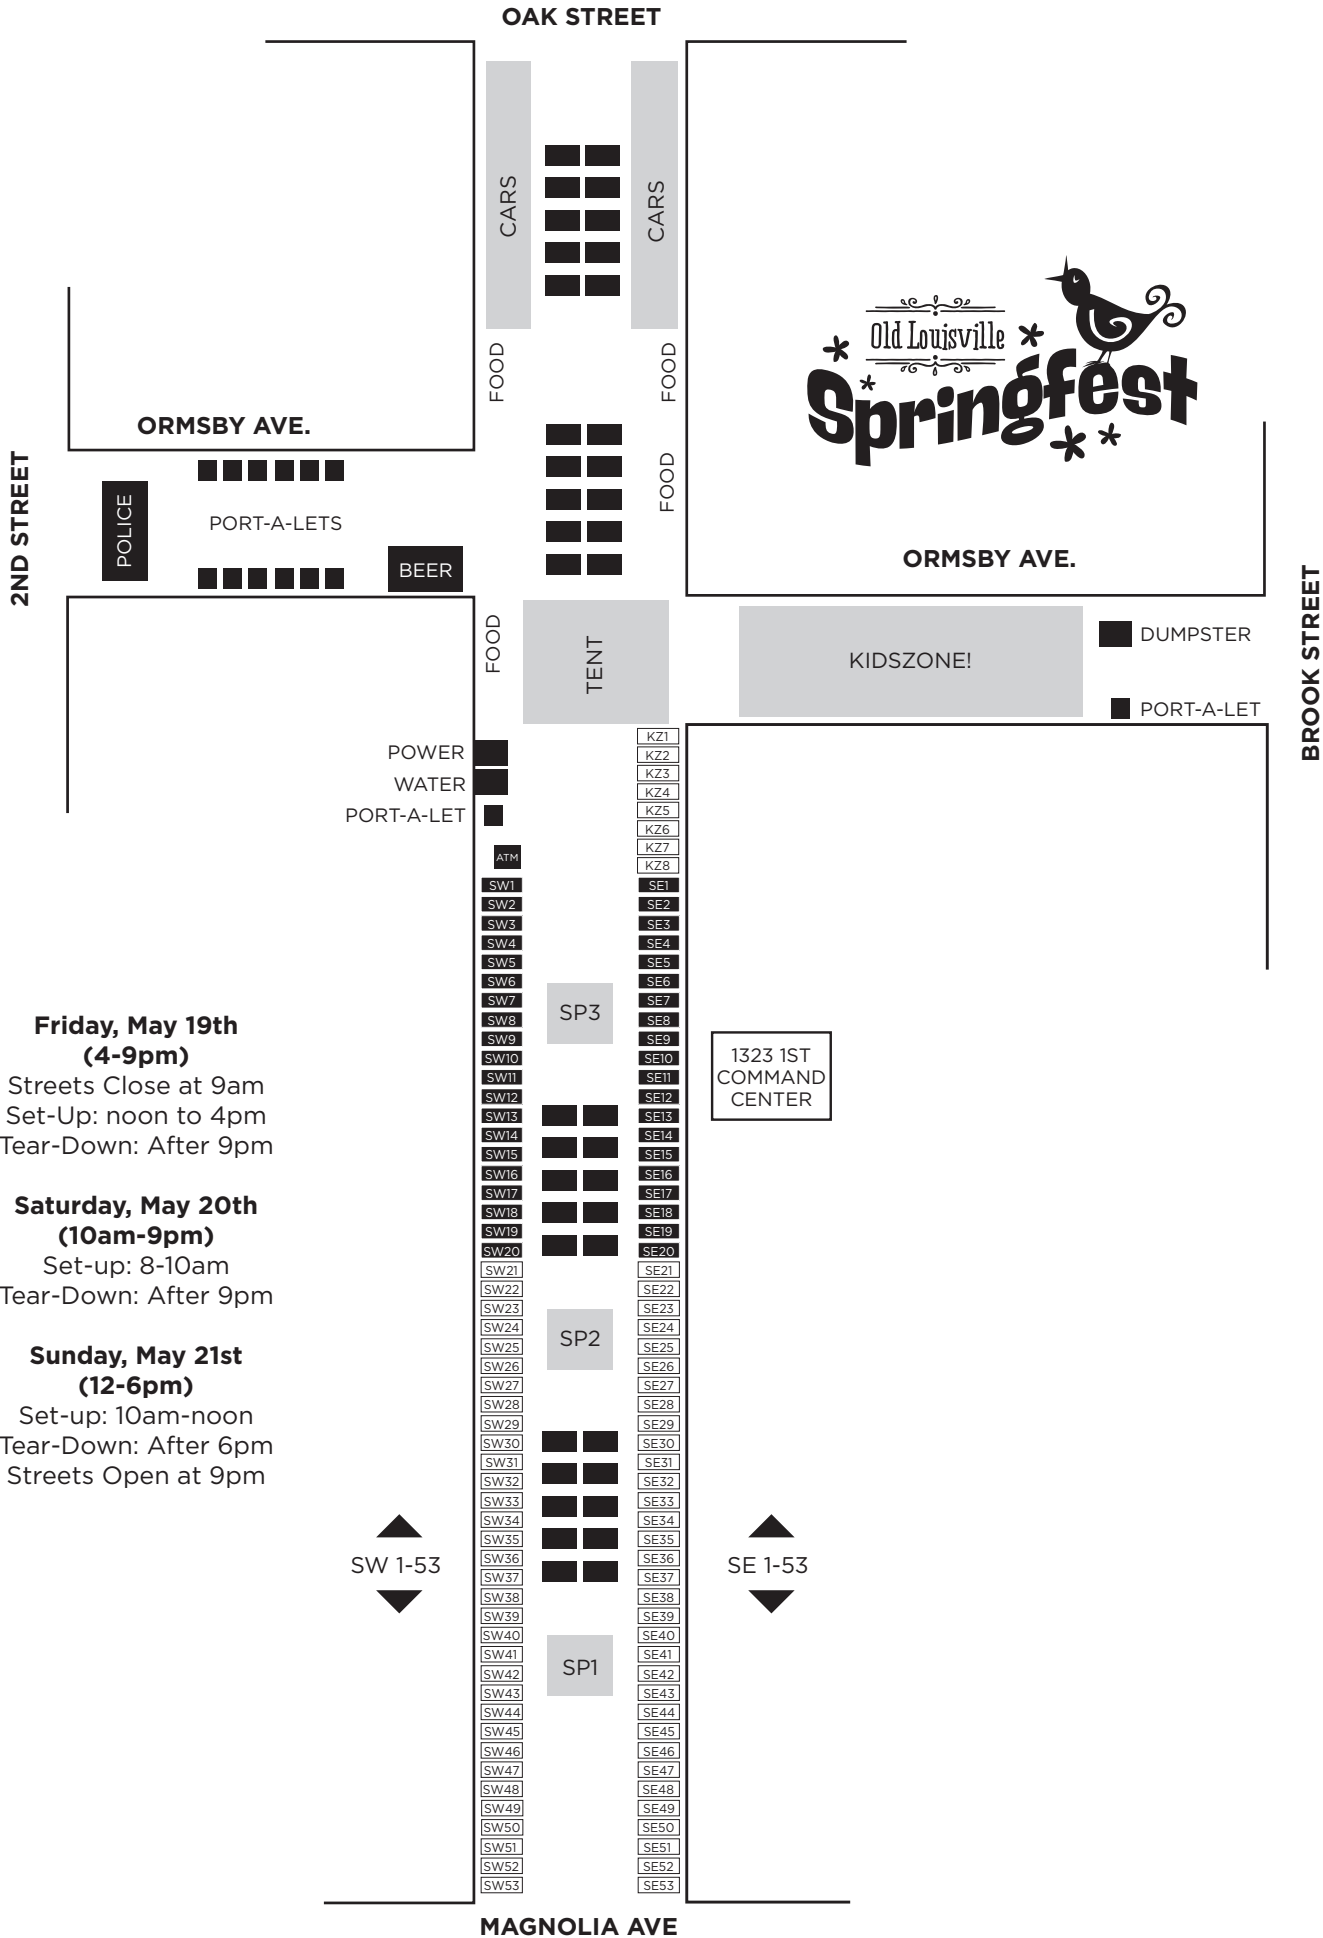 OAK STREET
CARS
CARS
FOOD
FOOD
Old Louisville
Springfest
ORMSBY AVE.
2ND STREET
POLICE
PORT-A-LETS
BEER
FOOD
ORMSBY AVE.
BROOK STREET
FOOD
TENT
KIDSZONE!
DUMPSTER
PORT-A-LET
POWER
WATER
PORT-A-LET
ATM
KZ1
KZ2
KZ3
KZ4
KZ5
KZ6
KZ7
KZ8
SW1
SW2
SW3
SW4
SW5
SW6
SW7
SW8
SW9
SW10
SW11
SW12
SW13
SW14
SW15
SW16
SW17
SW18
SW19
SW20
SW21
SW22
SW23
SW24
SW25
SW26
SW27
SW28
SW29
SW30
SW31
SW32
SW33
SW34
SW35
SW36
SW37
SW38
SW39
SW40
SW41
SW42
SW43
SW44
SW45
SW46
SW47
SW48
SW49
SW50
SW51
SW52
SW53
SP3
SP2
SP1
SE1
SE2
SE3
SE4
SE5
SE6
SE7
SE8
SE9
SE10
SE11
SE12
SE13
SE14
SE15
SE16
SE17
SE18
SE19
SE20
SE21
SE22
SE23
SE24
SE25
SE26
SE27
SE28
SE29
SE30
SE31
SE32
SE33
SE34
SE35
SE36
SE37
SE38
SE39
SE40
SE41
SE42
SE43
SE44
SE45
SE46
SE47
SE48
SE49
SE50
SE51
SE52
SE53
1323 1ST
COMMAND
CENTER
Friday, May 19th
(4-9pm)
Streets Close at 9am
Set-Up: noon to 4pm
Tear-Down: After 9pm
Saturday, May 20th
(10am-9pm)
Set-up: 8-10am
Tear-Down: After 9pm
Sunday, May 21st
(12-6pm)
Set-up: 10am-noon
Tear-Down: After 6pm
Streets Open at 9pm
SW 1-53
SE 1-53
MAGNOLIA AVE